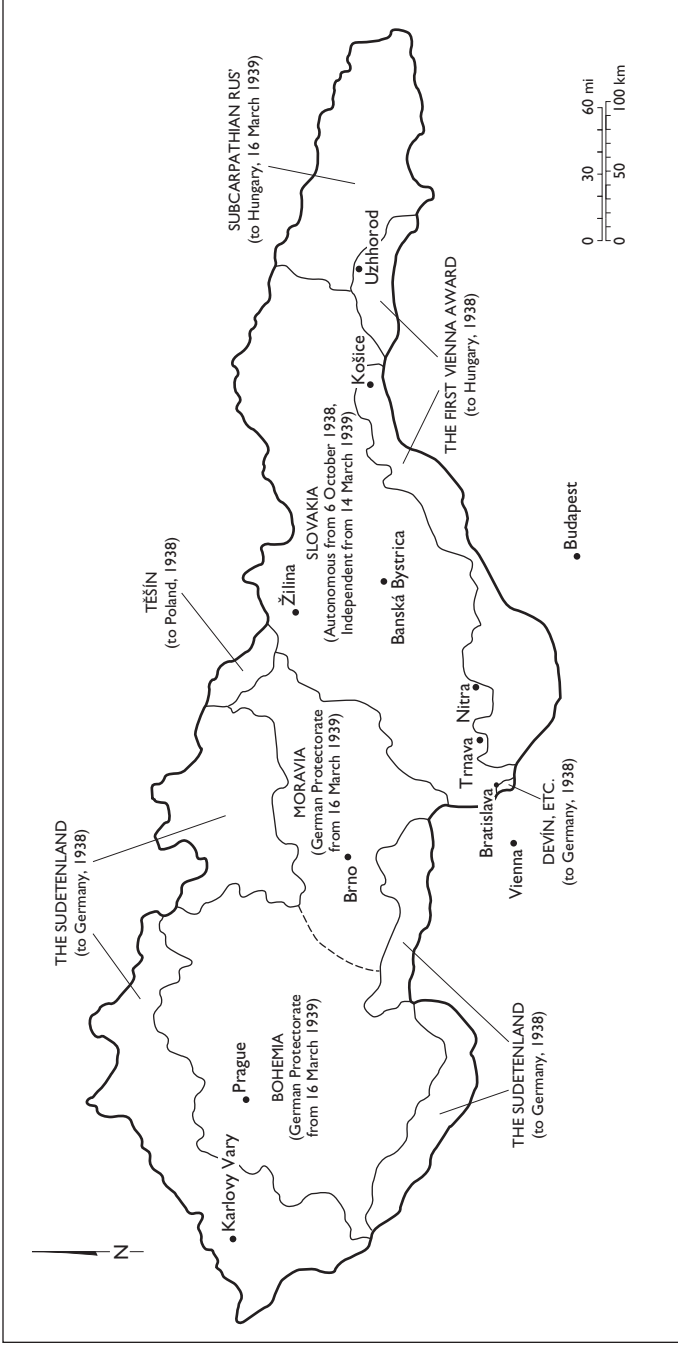 N
THE SUDETENLAND
(to Germany, 1938)
TĚŠÍN
(to Poland, 1938)
SUBCARPATHIAN RUS’
(to Hungary, 16 March 1939)
Karlovy Vary
Prague
BOHEMIA
(German Protectorate
from 16 March 1939)
MORAVIA
(German Protectorate
from 16 March 1939)
Brno
Žilina
SLOVAKIA
(Autonomous from 6 October 1938,
Independent from 14 March 1939)
Banská Bystrica
Košice
Uzhhorod
Trnava
Nitra
Bratislava
Vienna
DEVÍN, ETC.
(to Germany, 1938)
THE SUDETENLAND
(to Germany, 1938)
THE FIRST VIENNA AWARD
(to Hungary, 1938)
Budapest
0 30 60 mi
0 50 100 km